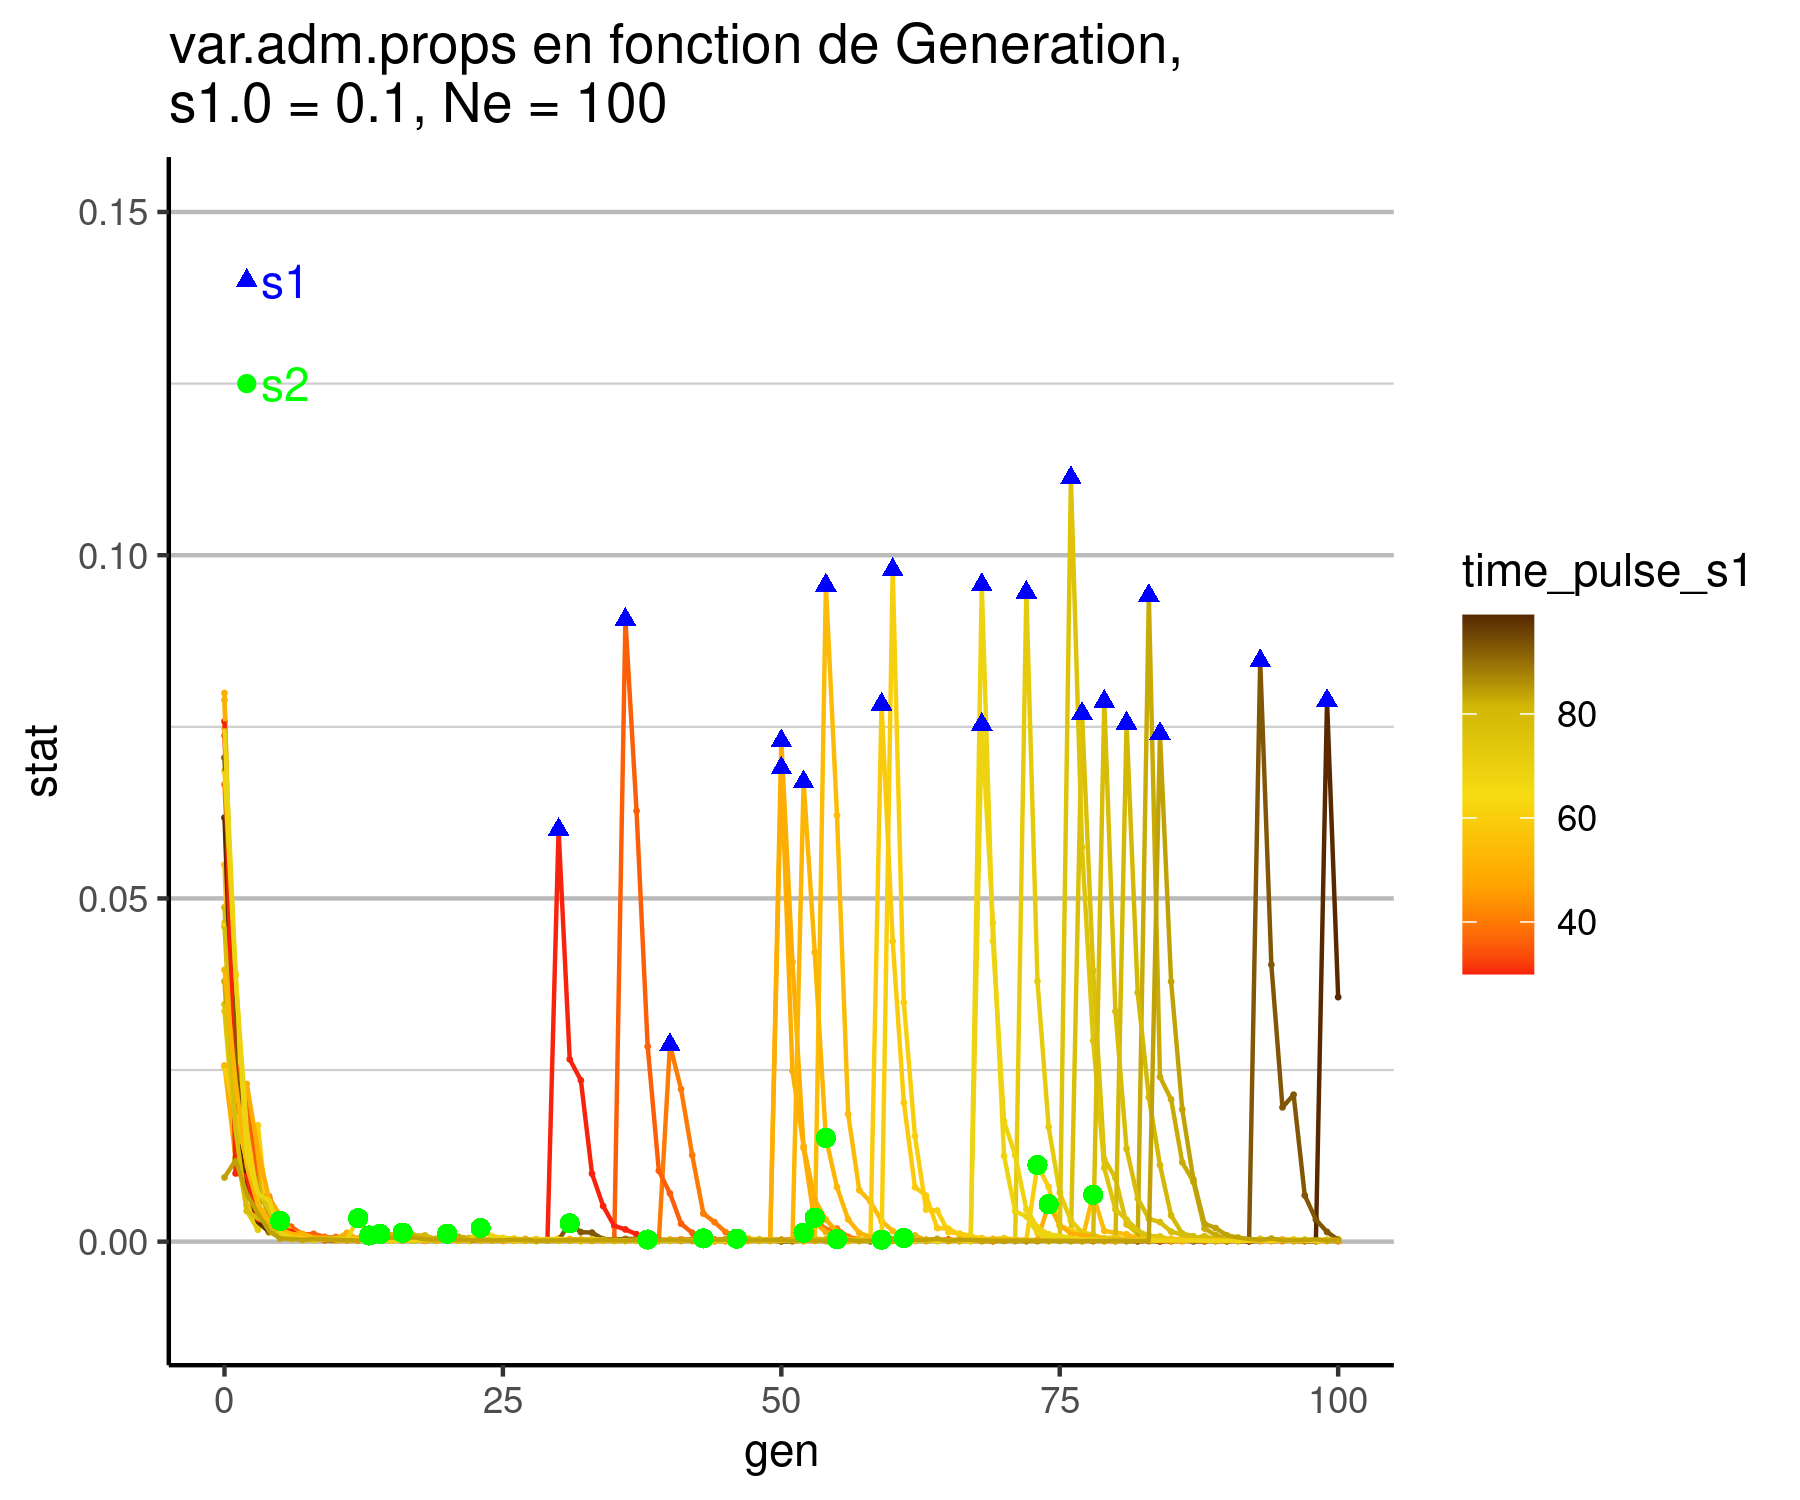 var.adm.props en fonction de Generation,
s1.0 = 0.1, Ne = 100
0.15
s1
s2
0.10
0.05
0.00
stat
0
25
50
75
100
gen
time_pulse_s1
80
60
40